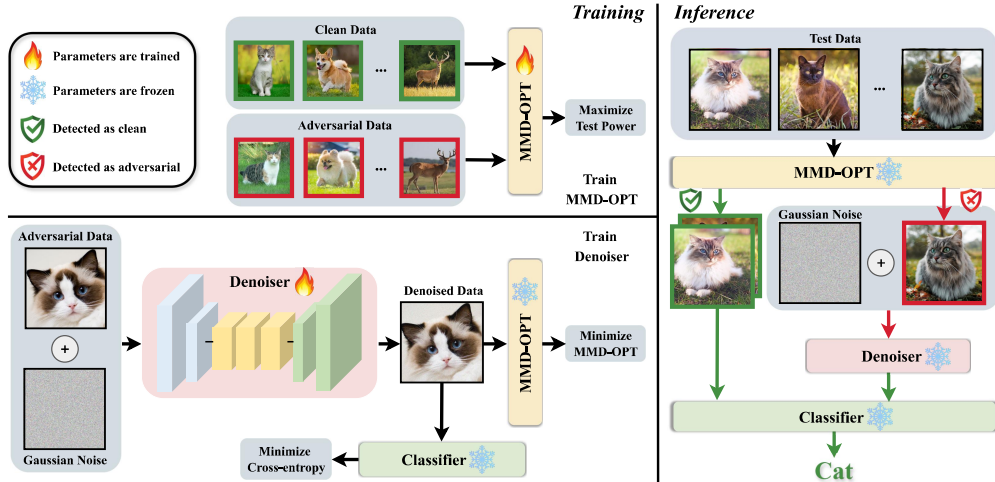 Parameters are trained
Parameters are frozen
Detected as clean
Detected as adversarial
Training
Clean Data
...
Adversarial Data
...
MMD-OPT
Maximize
Test Power
Train
MMD-OPT
Adversarial Data
+
Gaussian Noise
Denoiser
Denoised Data
MMD-OPT
Train
Denoiser
Minimize
MMD-OPT
Minimize
Cross-entropy
Classifier
Inference
Test Data
...
MMD-OPT
Gaussian Noise
+
Denoiser
Classifier
Cat